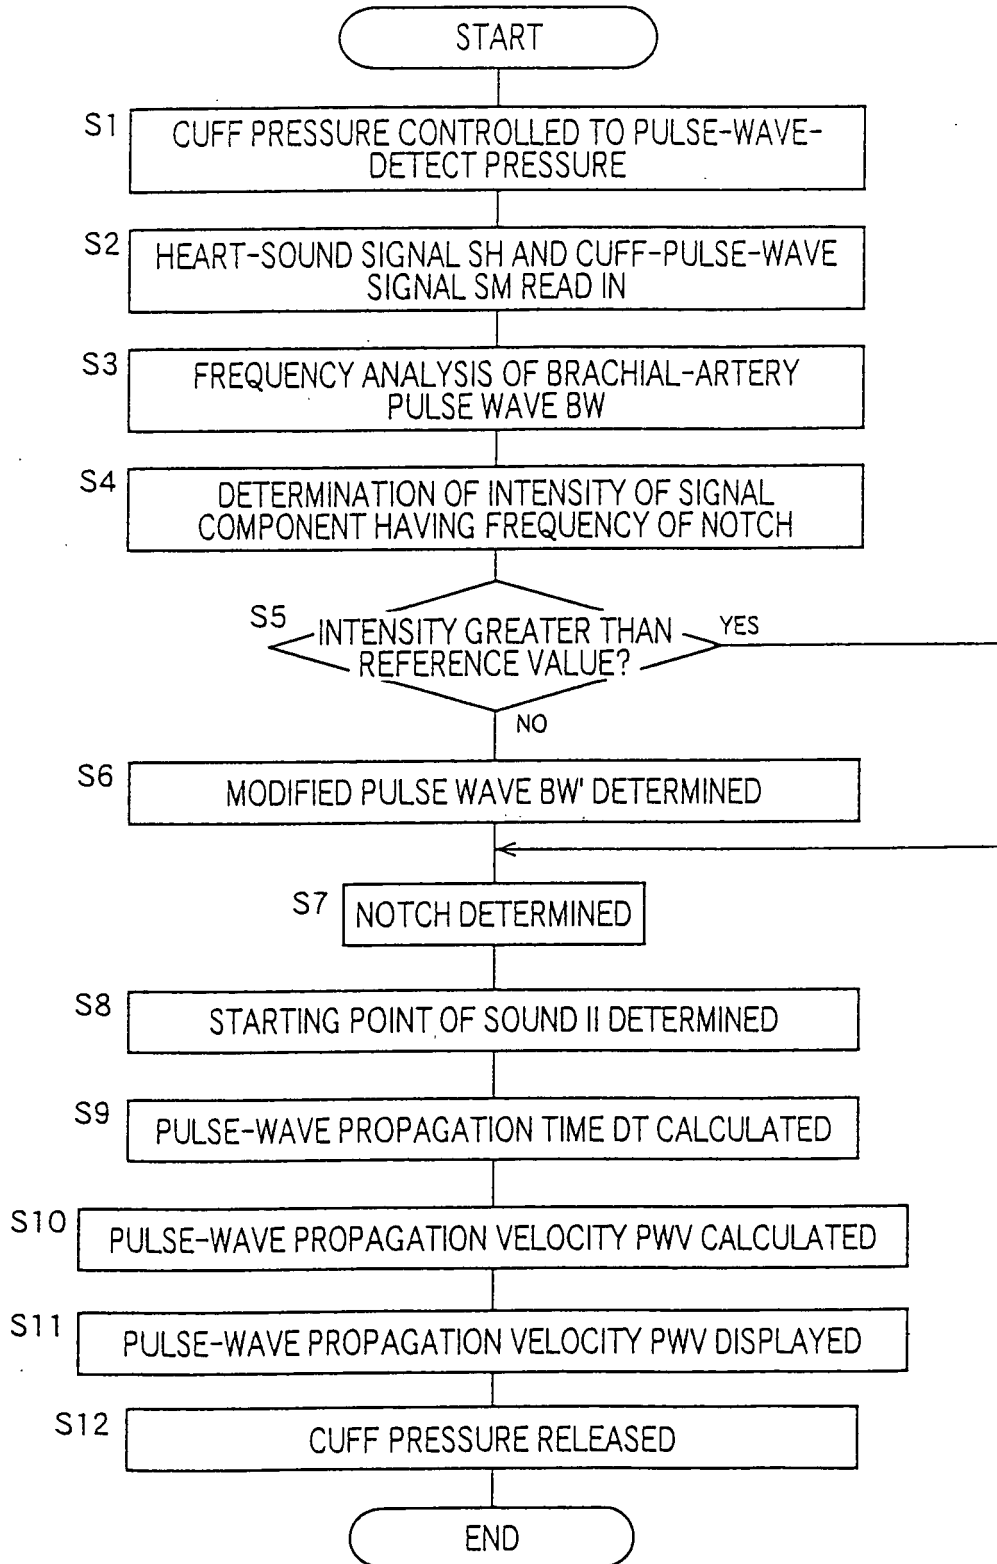 START
S1
CUFF PRESSURE CONTROLLED TO PULSE-WAVE-
DETECT PRESSURE
S2
HEART-SOUND SIGNAL SH AND CUFF-PULSE-WAVE
SIGNAL SM READ IN
S3
FREQUENCY ANALYSIS OF BRACHIAL-ARTERY
PULSE WAVE BW
S4
DETERMINATION OF INTENSITY OF SIGNAL
COMPONENT HAVING FREQUENCY OF NOTCH
S5
INTENSITY GREATER THAN
REFERENCE VALUE?
YES
NO
S6
MODIFIED PULSE WAVE BW' DETERMINED
S7
NOTCH DETERMINED
S8
STARTING POINT OF SOUND II DETERMINED
S9
PULSE-WAVE PROPAGATION TIME DT CALCULATED
S10
PULSE-WAVE PROPAGATION VELOCITY PWV CALCULATED
S11
PULSE-WAVE PROPAGATION VELOCITY PWV DISPLAYED
S12
CUFF PRESSURE RELEASED
END